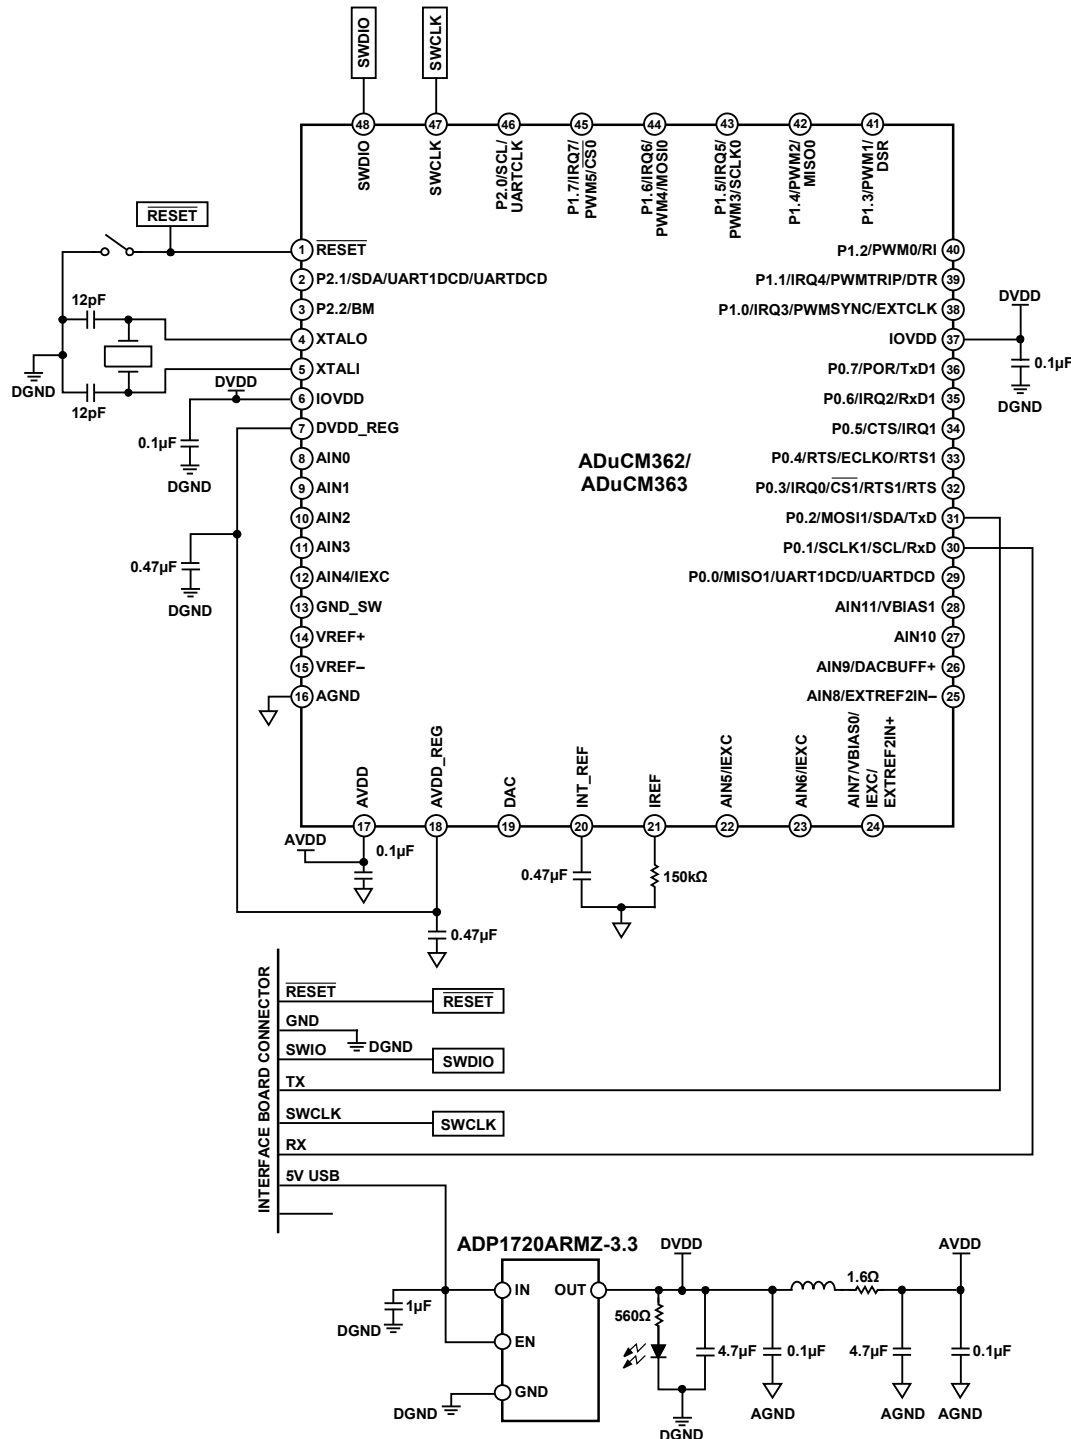 SWDIO
SWCLK
48
47
46
45
44
43
42
41
SWDIO
SWCLK
P2.0/SCL/
UARTCLK
P1.7/IRQ7/
PWM5/CS0
P1.6/IRQ6/
PWM4/MOSI0
P1.5/IRQ5/
PWM3/SCLK0
P1.4/PWM2/
MISO0
P1.3/PWM1/
DSR
RESET
1 RESET
2 P2.1/SDA/UART1DCD/UARTDCD
3 P2.2/BM
4 XTALO
5 XTALI
6 IOVDD
7 DVDD_REG
8 AIN0
9 AIN1
10 AIN2
11 AIN3
12 AIN4/IEXC
13 GND_SW
14 VREF+
15 VREF–
16 AGND
12pF
DGND
12pF
DVDD
0.1µF
DGND
0.47µF
DGND
ADuCM362/
ADuCM363
P1.2/PWM0/RI 40
P1.1/IRQ4/PWMTRIP/DTR 39
P1.0/IRQ3/PWMSYNC/EXTCLK 38
IOVDD 37
P0.7/POR/TxD1 36
P0.6/IRQ2/RxD1 35
P0.5/CTS/IRQ1 34
P0.4/RTS/ECLKO/RTS1 33
P0.3/IRQ0/CS1/RTS1/RTS 32
P0.2/MOSI1/SDA/TxD 31
P0.1/SCLK1/SCL/RxD 30
P0.0/MISO1/UART1DCD/UARTDCD 29
AIN11/VBIAS1 28
AIN10 27
AIN9/DACBUFF+ 26
AIN8/EXTREF2IN– 25
DVDD
0.1µF
DGND
AVDD
AVDD_REG
DAC
INT_REF
IREF
AIN5/IEXC
AIN6/IEXC
AIN7/VBIAS0/
IEXC/
EXTREF2IN+
17
18
19
20
21
22
23
24
AVDD
0.1µF
0.47µF
0.47µF
150kΩ
INTERFACE BOARD CONNECTOR
RESET
RESET
GND
DGND
SWIO
SWDIO
TX
SWCLK
SWCLK
RX
5V USB
ADP1720ARMZ-3.3
IN
OUT
EN
GND
1µF
DGND
DGND
DVDD
560Ω
4.7µF
DGND
0.1µF
AGND
1.6Ω
4.7µF
AGND
AVDD
0.1µF
AGND